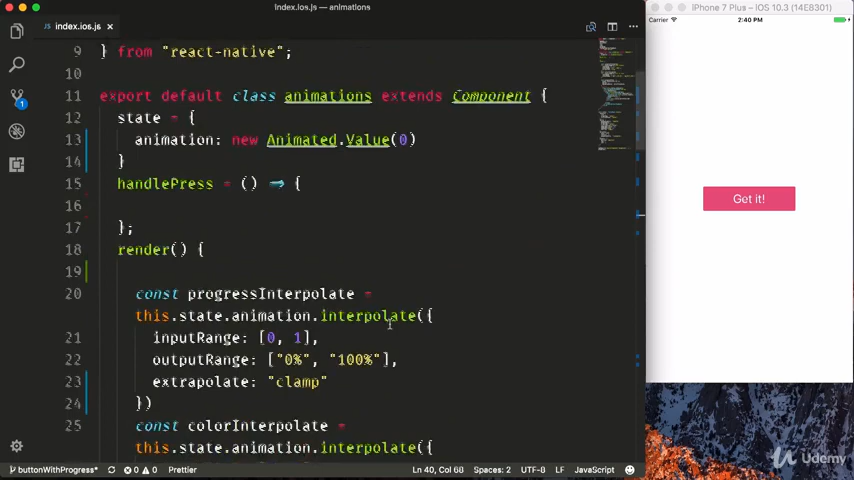 index.ios.js — animations
iPhone 7 Plus – iOS 10.3 (14E8301)
index.ios.js
Carrier
2:40 PM
9 } from "react-native";
10
11 export default class animations extends Component {
12 state = {
13 animation: new Animated.Value(0)
14 }
15 handlePress = () => {
16
17 };
18 render() {
19
20 const progressInterpolate =
this.state.animation.interpolate({
21 inputRange: [0, 1],
22 outputRange: ["0%", "100%"],
23 extrapolate: "clamp"
24 })
25 const colorInterpolate =
this.state.animation.interpolate({
Get it!
1
buttonWithProgress*
0 0
Prettier
Ln 40, Col 68
Spaces: 2
UTF-8
LF
JavaScript
Udemy